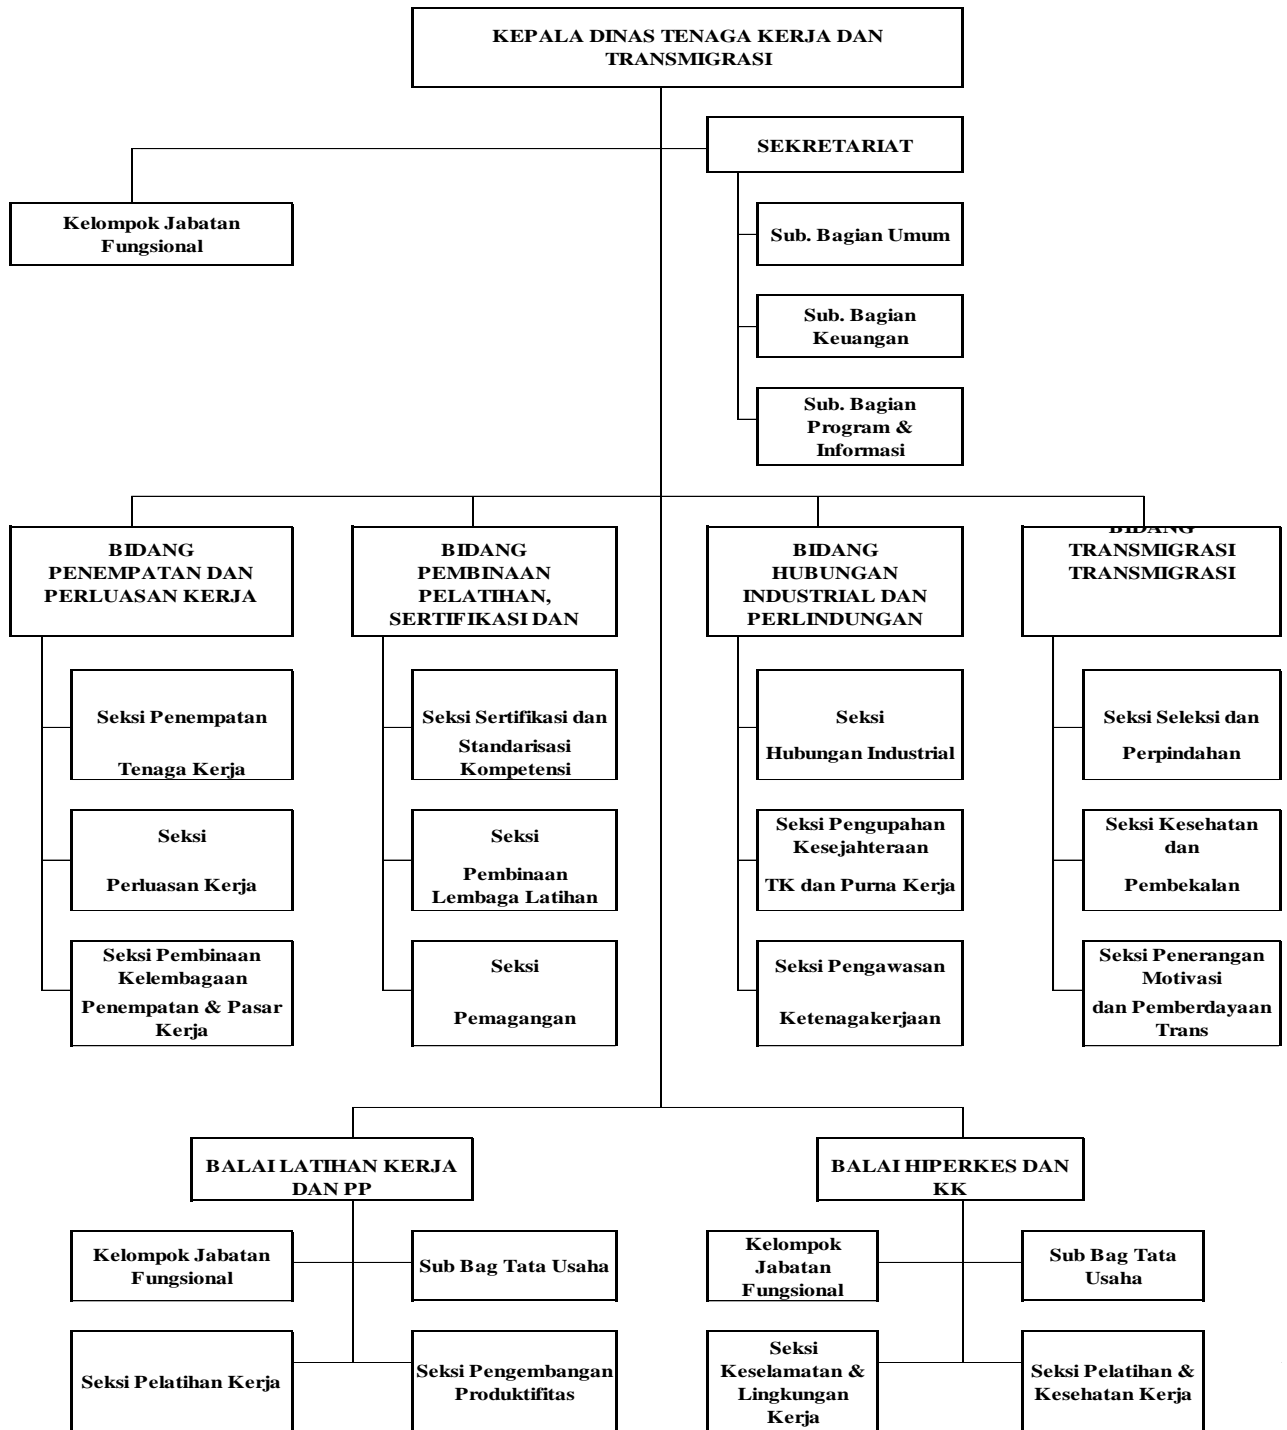 KEPALA DINAS TENAGA KERJA DAN
TRANSMIGRASI
SEKRETARIAT
Kelompok Jabatan
Fungsional
Sub. Bagian Umum
Sub. Bagian
Keuangan
Sub. Bagian
Program &
Informasi
BIDANG
PENEMPATAN DAN
PERLUASAN KERJA
BIDANG
PEMBINAAN
PELATIHAN,
SERTIFIKASI DAN
BIDANG
HUBUNGAN
INDUSTRIAL DAN
PERLINDUNGAN
BIDANG
TRANSMIGRASI
TRANSMIGRASI
Seksi Penempatan
Tenaga Kerja
Seksi Sertifikasi dan
Standarisasi
Kompetensi
Seksi
Hubungan Industrial
Seksi Seleksi dan
Perpindahan
Seksi
Perluasan Kerja
Seksi
Pembinaan
Lembaga Latihan
Seksi Pengupahan
Kesejahteraan
TK dan Purna Kerja
Seksi Kesehatan
dan
Pembekalan
Seksi Pembinaan
Kelembagaan
Penempatan & Pasar
Kerja
Seksi
Pemagangan
Seksi Pengawasan
Ketenagakerjaan
Seksi Penerangan
Motivasi
dan Pemberdayaan
Trans
BALAI LATIHAN KERJA
DAN PP
BALAI HIPERKES DAN
KK
Kelompok Jabatan
Fungsional
Sub Bag Tata Usaha
Kelompok
Jabatan
Fungsional
Sub Bag Tata
Usaha
Seksi Pelatihan Kerja
Seksi Pengembangan
Produktifitas
Seksi
Keselamatan &
Lingkungan
Kerja
Seksi Pelatihan &
Kesehatan Kerja